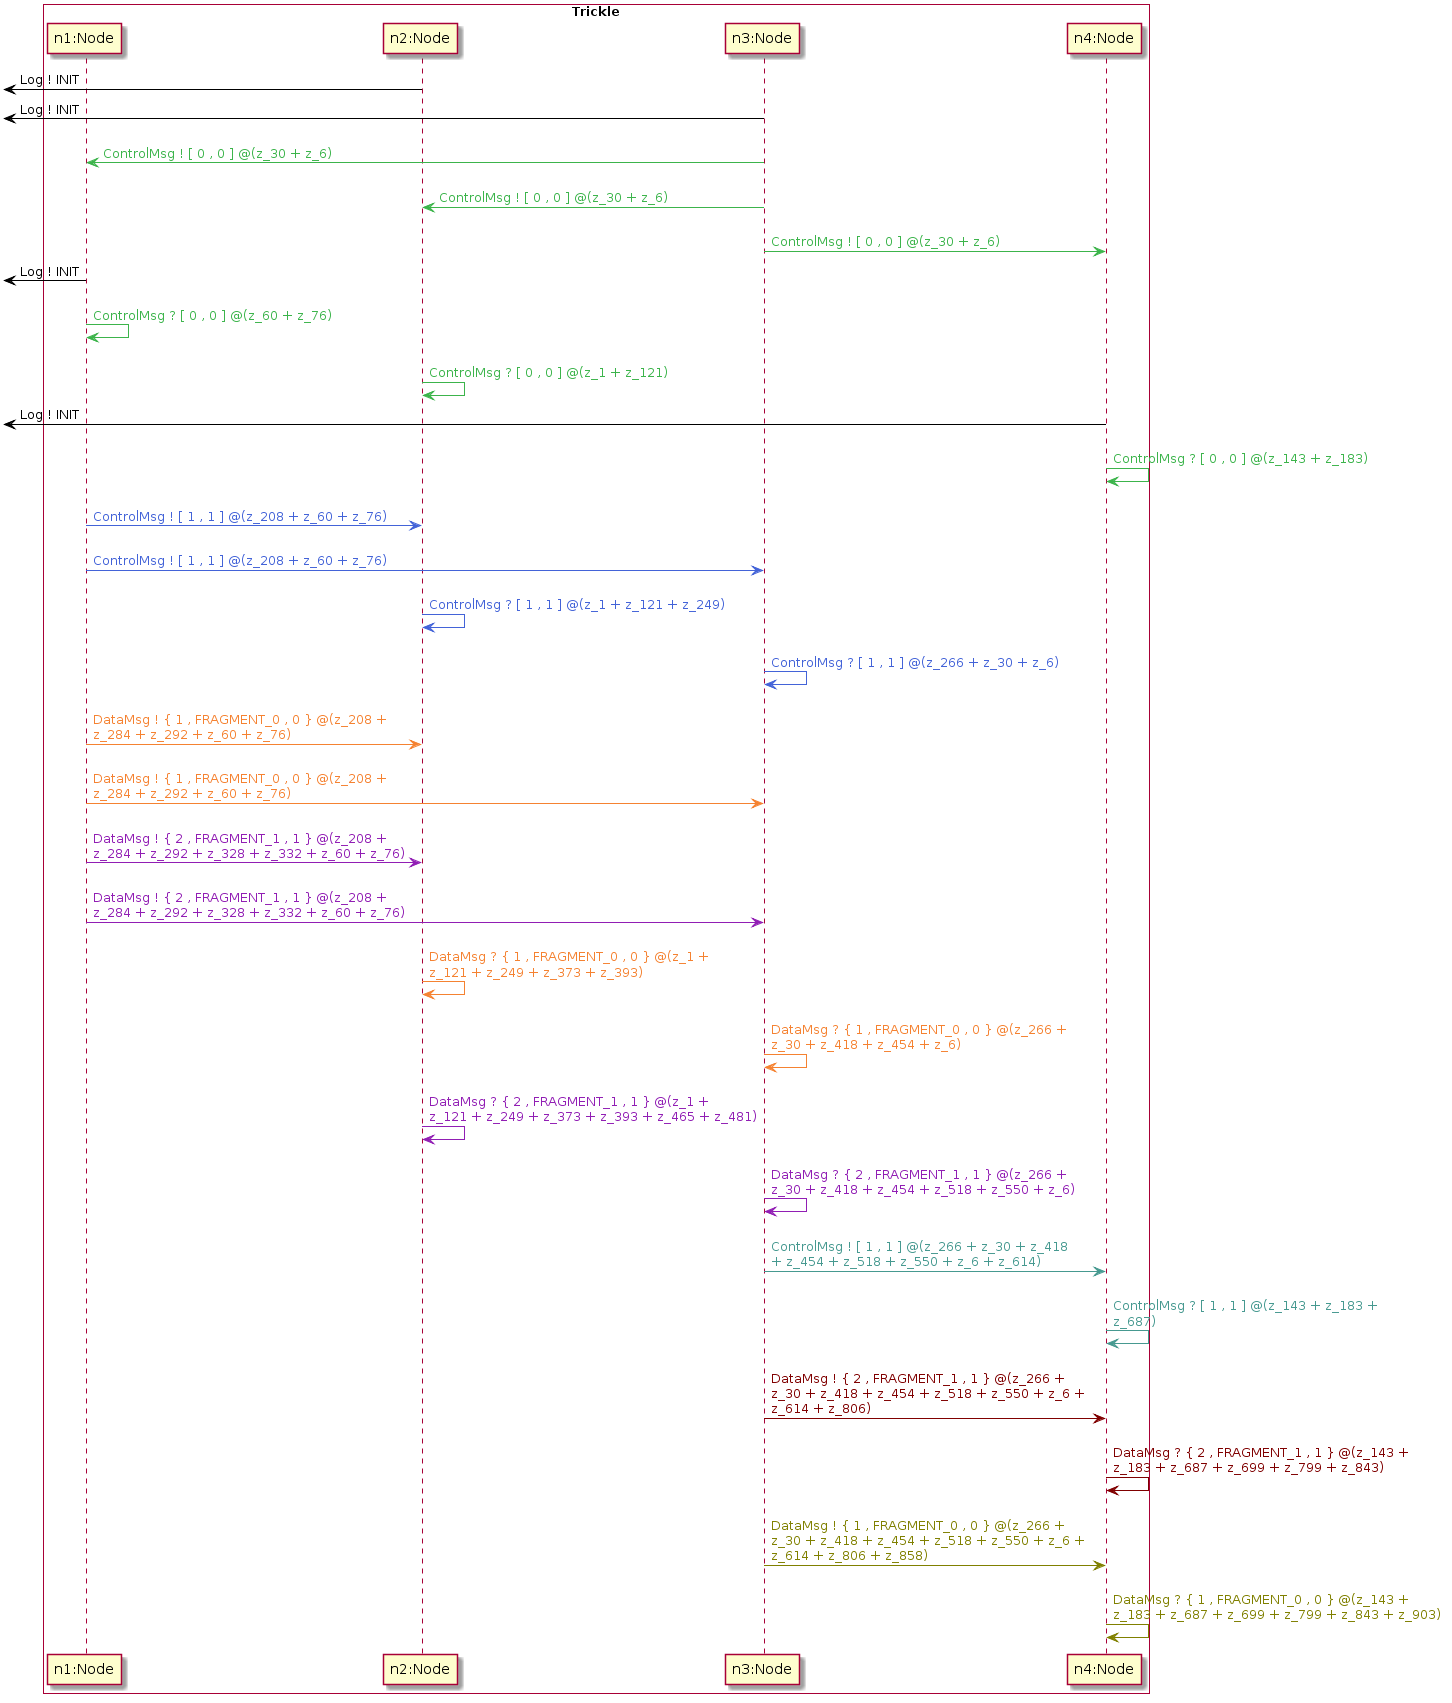 Trickle
n1:Node
n2:Node
n3:Node
n4:Node
Log ! INIT
Log ! INIT
ControlMsg ! [ 0 , 0 ] @(z_30 + z_6)
ControlMsg ! [ 0 , 0 ] @(z_30 + z_6)
ControlMsg ! [ 0 , 0 ] @(z_30 + z_6)
Log ! INIT
ControlMsg ? [ 0 , 0 ] @(z_60 + z_76)
ControlMsg ? [ 0 , 0 ] @(z_1 + z_121)
Log ! INIT
ControlMsg ? [ 0 , 0 ] @(z_143 + z_183)
ControlMsg ! [ 1 , 1 ] @(z_208 + z_60 + z_76)
ControlMsg ! [ 1 , 1 ] @(z_208 + z_60 + z_76)
ControlMsg ? [ 1 , 1 ] @(z_1 + z_121 + z_249)
ControlMsg ? [ 1 , 1 ] @(z_266 + z_30 + z_6)
DataMsg ! { 1 , FRAGMENT_0 , 0 } @(z_208 +
z_284 + z_292 + z_60 + z_76)
DataMsg ! { 1 , FRAGMENT_0 , 0 } @(z_208 +
z_284 + z_292 + z_60 + z_76)
DataMsg ! { 2 , FRAGMENT_1 , 1 } @(z_208 +
z_284 + z_292 + z_328 + z_332 + z_60 + z_76)
DataMsg ! { 2 , FRAGMENT_1 , 1 } @(z_208 +
z_284 + z_292 + z_328 + z_332 + z_60 + z_76)
DataMsg ? { 1 , FRAGMENT_0 , 0 } @(z_1 +
z_121 + z_249 + z_373 + z_393)
DataMsg ? { 1 , FRAGMENT_0 , 0 } @(z_266 +
z_30 + z_418 + z_454 + z_6)
DataMsg ? { 2 , FRAGMENT_1 , 1 } @(z_1 +
z_121 + z_249 + z_373 + z_393 + z_465 + z_481)
DataMsg ? { 2 , FRAGMENT_1 , 1 } @(z_266 +
z_30 + z_418 + z_454 + z_518 + z_550 + z_6)
ControlMsg ! [ 1 , 1 ] @(z_266 + z_30 + z_418
+ z_454 + z_518 + z_550 + z_6 + z_614)
ControlMsg ? [ 1 , 1 ] @(z_143 + z_183 +
z_687)
DataMsg ! { 2 , FRAGMENT_1 , 1 } @(z_266 +
z_30 + z_418 + z_454 + z_518 + z_550 + z_6 +
z_614 + z_806)
DataMsg ? { 2 , FRAGMENT_1 , 1 } @(z_143 +
z_183 + z_687 + z_699 + z_799 + z_843)
DataMsg ! { 1 , FRAGMENT_0 , 0 } @(z_266 +
z_30 + z_418 + z_454 + z_518 + z_550 + z_6 +
z_614 + z_806 + z_858)
DataMsg ? { 1 , FRAGMENT_0 , 0 } @(z_143 +
z_183 + z_687 + z_699 + z_799 + z_843 + z_903)
n1:Node
n2:Node
n3:Node
n4:Node